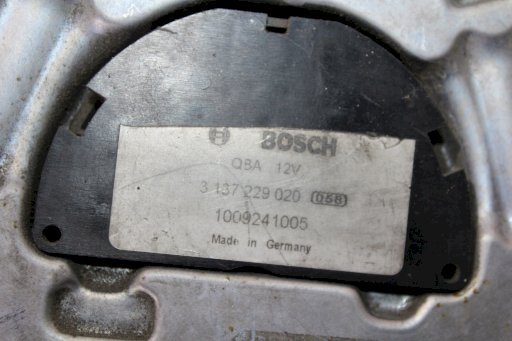 BOSCH
QBA 12V
3 137 229 020 058
1009241005
Made in Germany